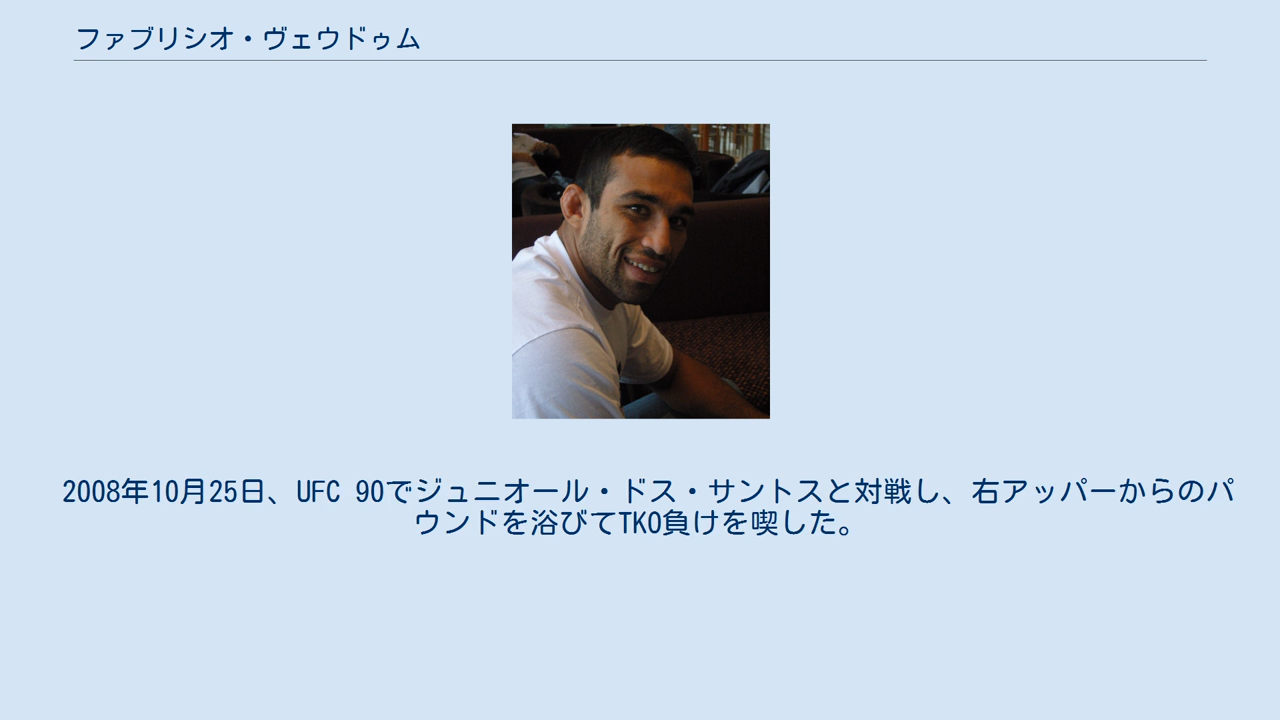 ファブリシオ・ヴェウドゥム
2008年10月25日、UFC 90でジュニオール・ドス・サントスと対戦し、右アッパーからのパ
ウンドを浴びてTKO負けを喫した。